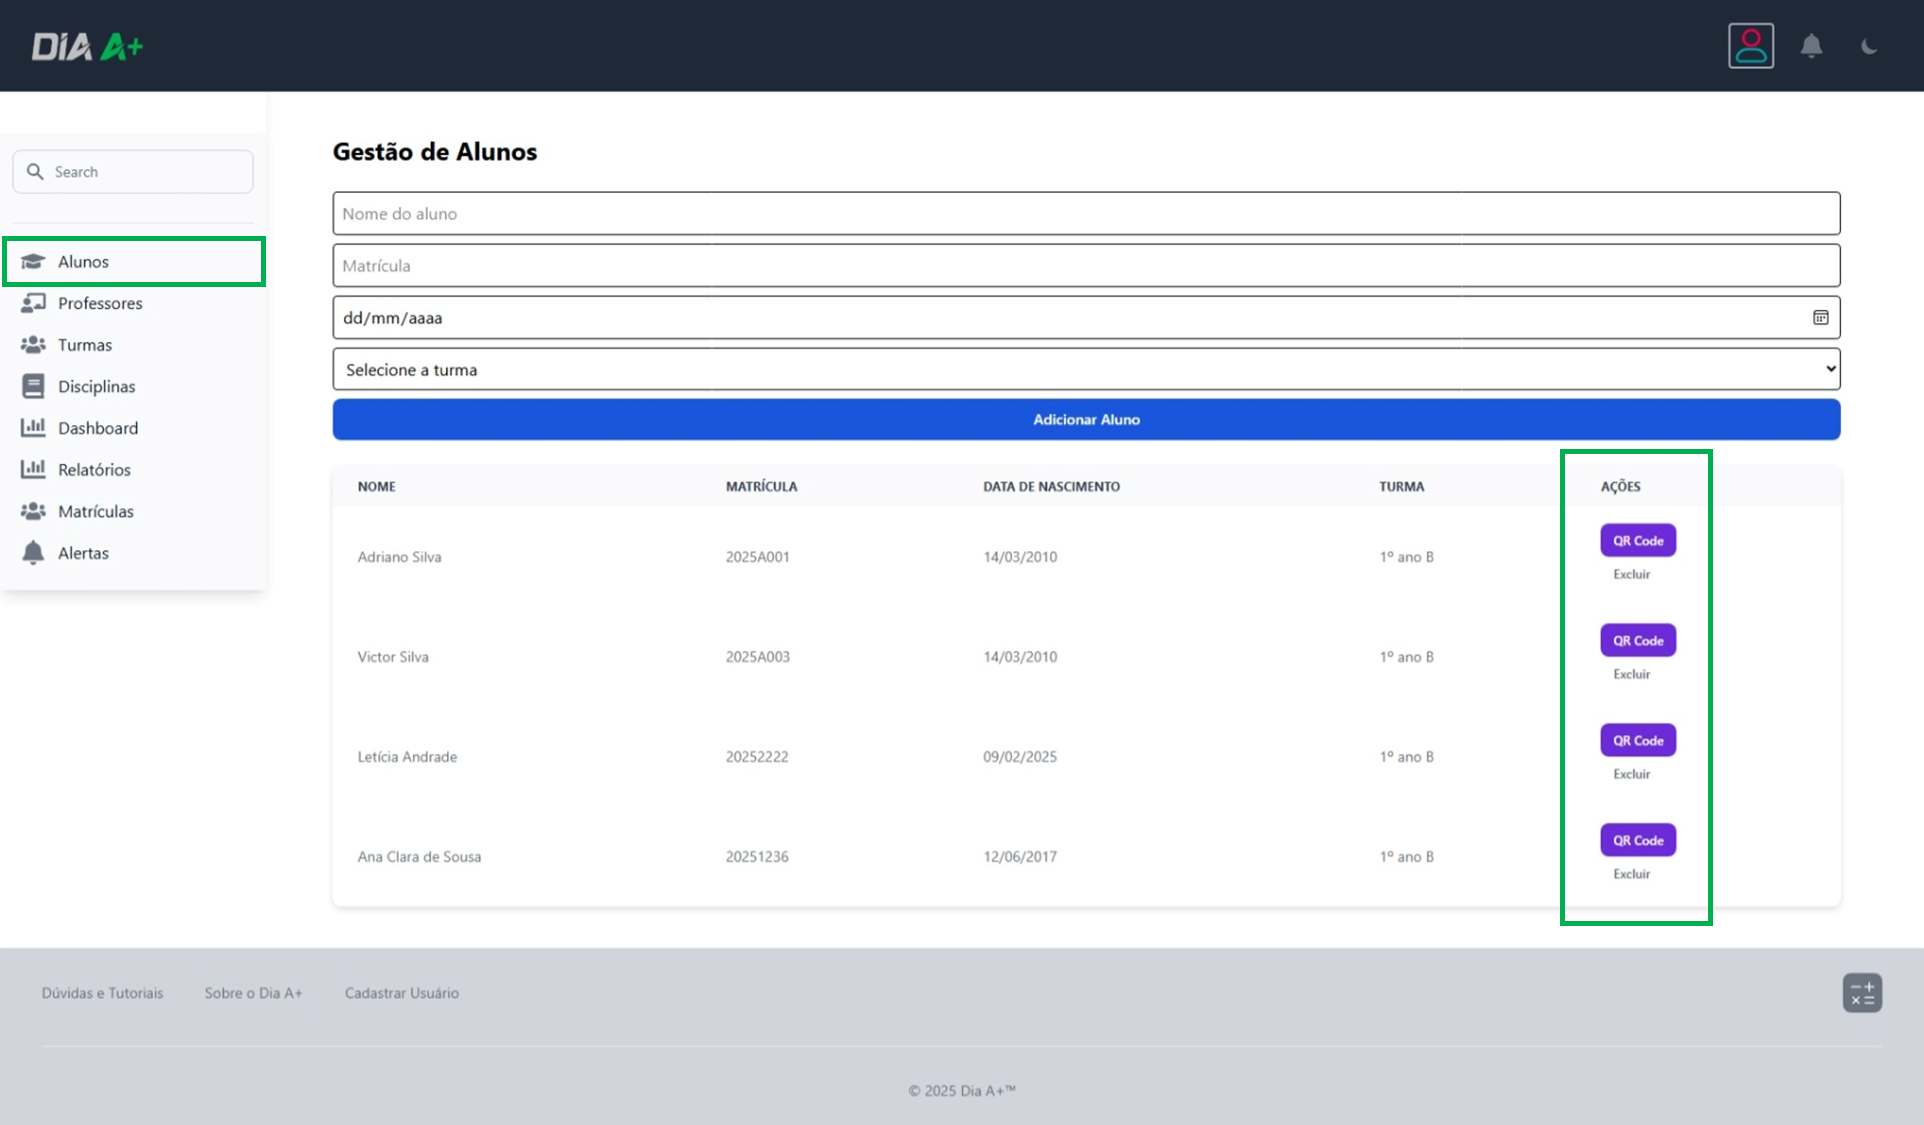 DIA A+
Search
Alunos
Professores
Turmas
Disciplinas
Dashboard
Relatórios
Matrículas
Alertas
Gestão de Alunos
Nome do aluno
Matrícula
dd/mm/aaaa
Selecione a turma
Adicionar Aluno
NOME MATRÍCULA DATA DE NASCIMENTO TURMA AÇÕES
Adriano Silva 2025A001 14/03/2010 1º ano B QR Code
Excluir
Victor Silva 2025A003 14/03/2010 1º ano B QR Code
Excluir
Letícia Andrade 20252222 09/02/2025 1º ano B QR Code
Excluir
Ana Clara de Sousa 20251236 12/06/2017 1º ano B QR Code
Excluir
Dúvidas e Tutoriais Sobre o Dia A+ Cadastrar Usuário
© 2025 Dia A+™